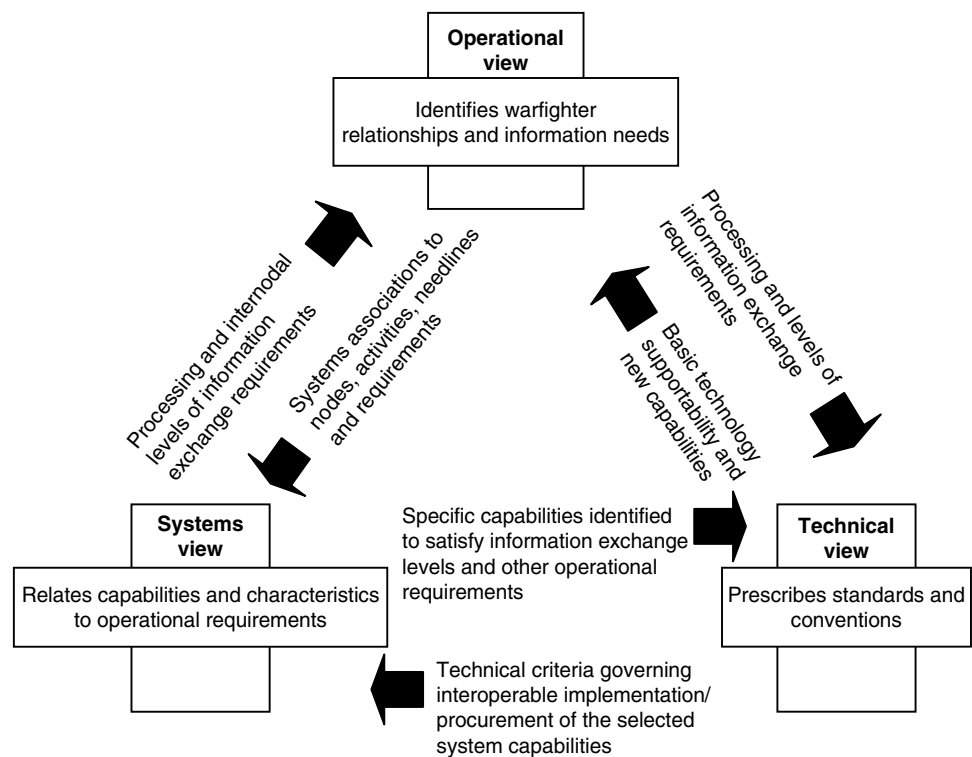 Operational
view
Identifies warfighter
relationships and information needs
Processing and internodal
levels of information
exchange requirements
Systems associations to
nodes, activities, needlines
and requirements
Basic technology
supportability and
new capabilities
Processing and levels of
information exchange
requirements
Systems
view
Relates capabilities and characteristics
to operational requirements
Specific capabilities identified
to satisfy information exchange
levels and other operational
requirements
Technical
view
Prescribes standards and
conventions
Technical criteria governing
interoperable implementation/
procurement of the selected
system capabilities